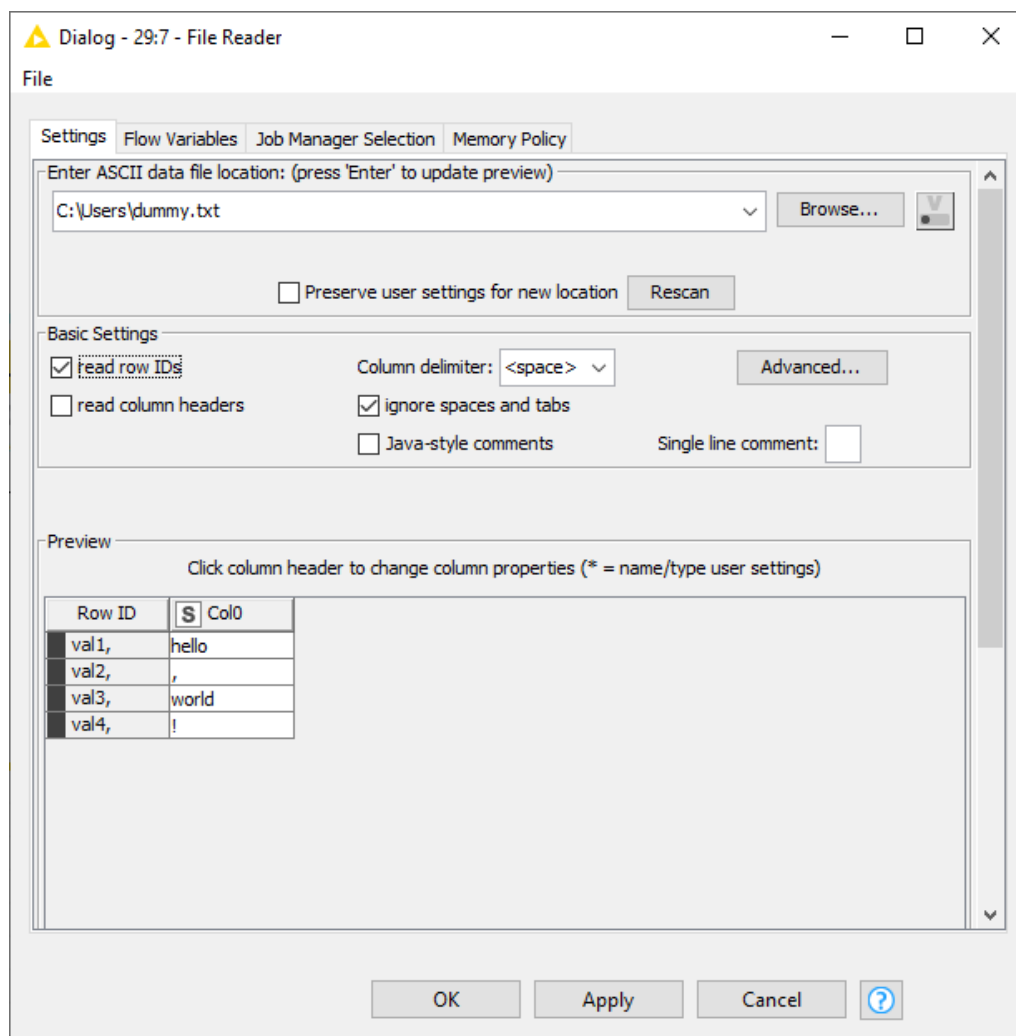 Dialog - 29:7 - File Reader
File
Settings Flow Variables Job Manager Selection Memory Policy
Enter ASCII data file location: (press 'Enter' to update preview)
C:\Users\dummy.txt Browse... V
Preserve user settings for new location Rescan
Basic Settings
read row IDs Column delimiter: <space> Advanced...
read column headers ignore spaces and tabs
Java-style comments Single line comment:
Preview
Click column header to change column properties (* = name/type user settings)
Row ID S Col0
val1, hello
val2, ,
val3, world
val4, !
OK Apply Cancel ?